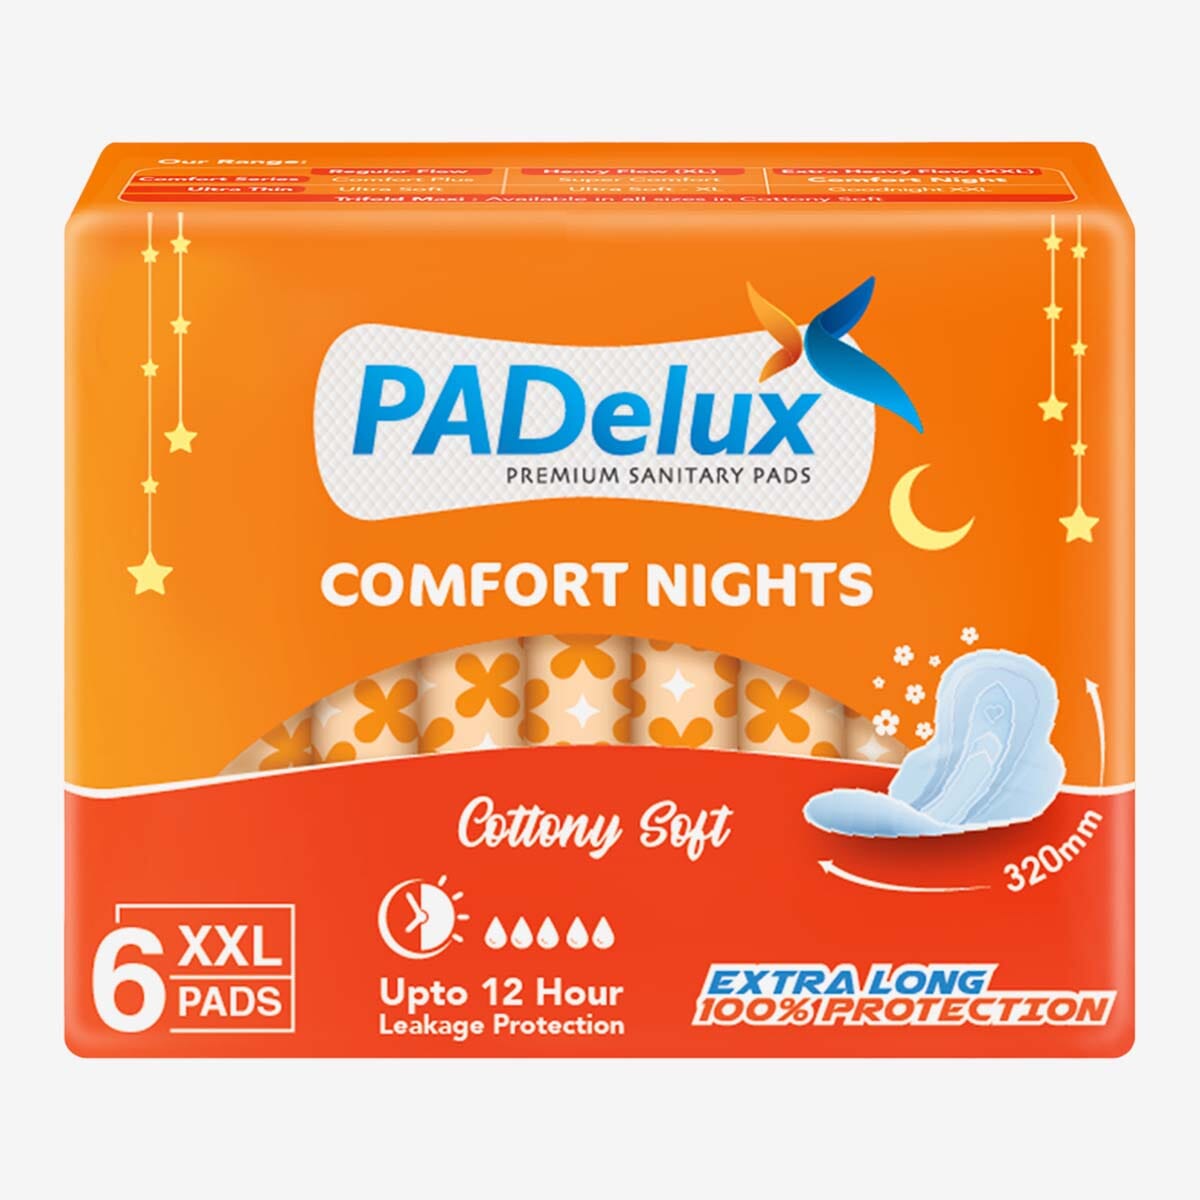 Our Range:
Regular Flow Heavy Flow (XL) Extra Heavy Flow (XXL)
Comfort Series Comfort Plus Super Comfort Comfort Night
Ultra Thin Ultra Soft Ultra Soft - XL Goodnight XXL
Trifold Maxi : Available in all sizes in Cottony Soft
PADelux
PREMIUM SANITARY PADS
COMFORT NIGHTS
Cottony Soft
320mm
6 XXL
PADS
Upto 12 Hour
Leakage Protection
EXTRA LONG
100% PROTECTION